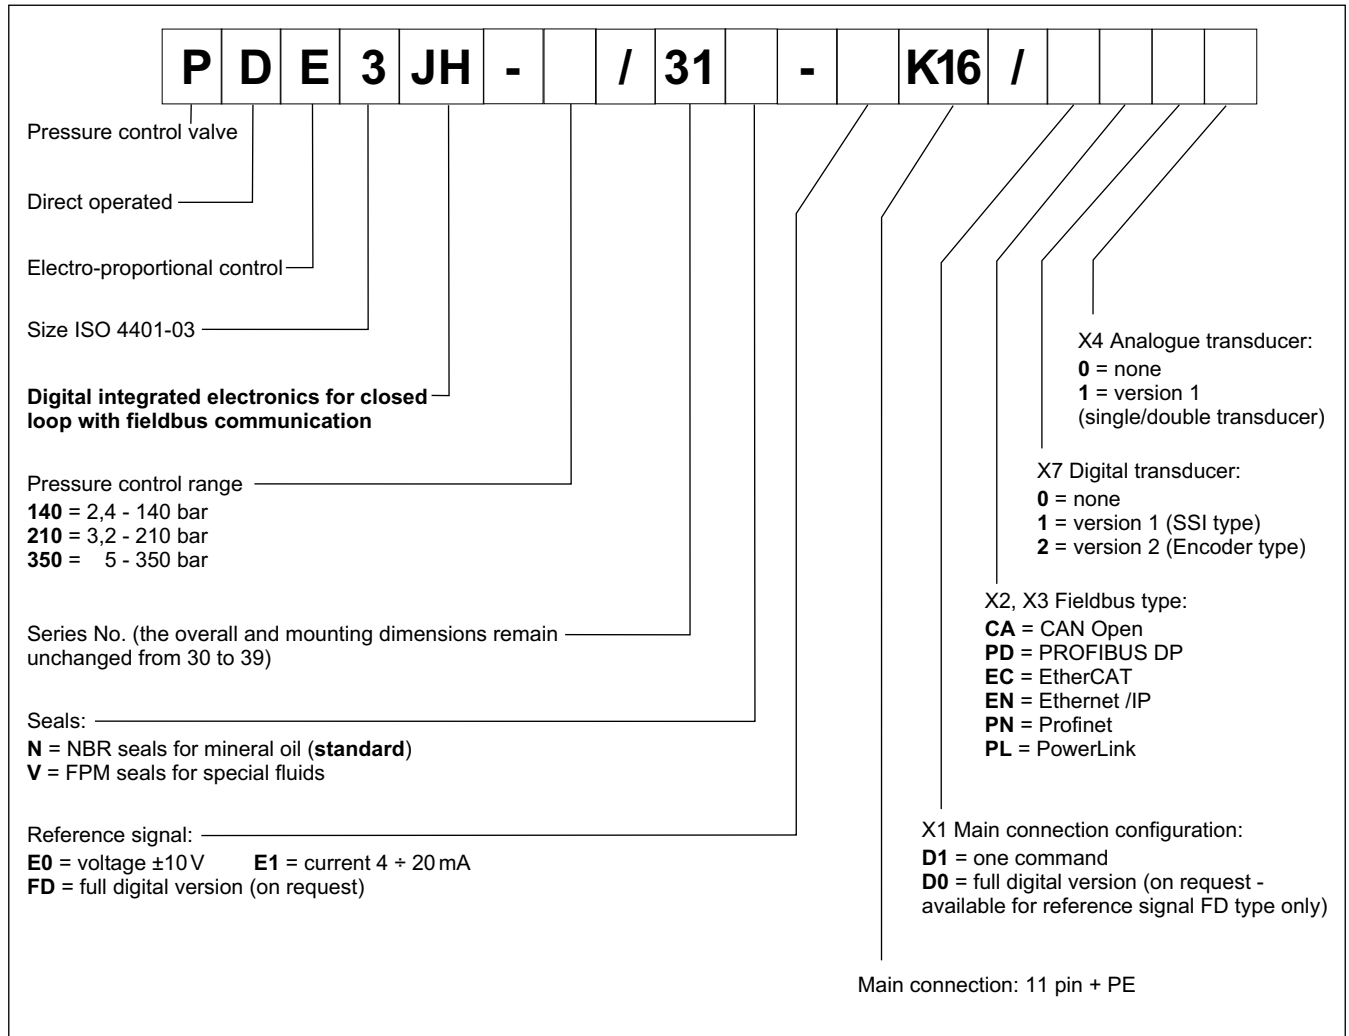 P D E 3 JH - / 31 - K16 /
Pressure control valve
Direct operated
Electro-proportional control
Size ISO 4401-03
Digital integrated electronics for closed
loop with fieldbus communication
Pressure control range
140 = 2,4 - 140 bar
210 = 3,2 - 210 bar
350 = 5 - 350 bar
Series No. (the overall and mounting dimensions remain
unchanged from 30 to 39)
Seals:
N = NBR seals for mineral oil (standard)
V = FPM seals for special fluids
Reference signal:
E0 = voltage ±10 V E1 = current 4 ÷ 20 mA
FD = full digital version (on request)
X4 Analogue transducer:
0 = none
1 = version 1
(single/double transducer)
X7 Digital transducer:
0 = none
1 = version 1 (SSI type)
2 = version 2 (Encoder type)
X2, X3 Fieldbus type:
CA = CAN Open
PD = PROFIBUS DP
EC = EtherCAT
EN = Ethernet /IP
PN = Profinet
PL = PowerLink
X1 Main connection configuration:
D1 = one command
D0 = full digital version (on request -
available for reference signal FD type only)
Main connection: 11 pin + PE